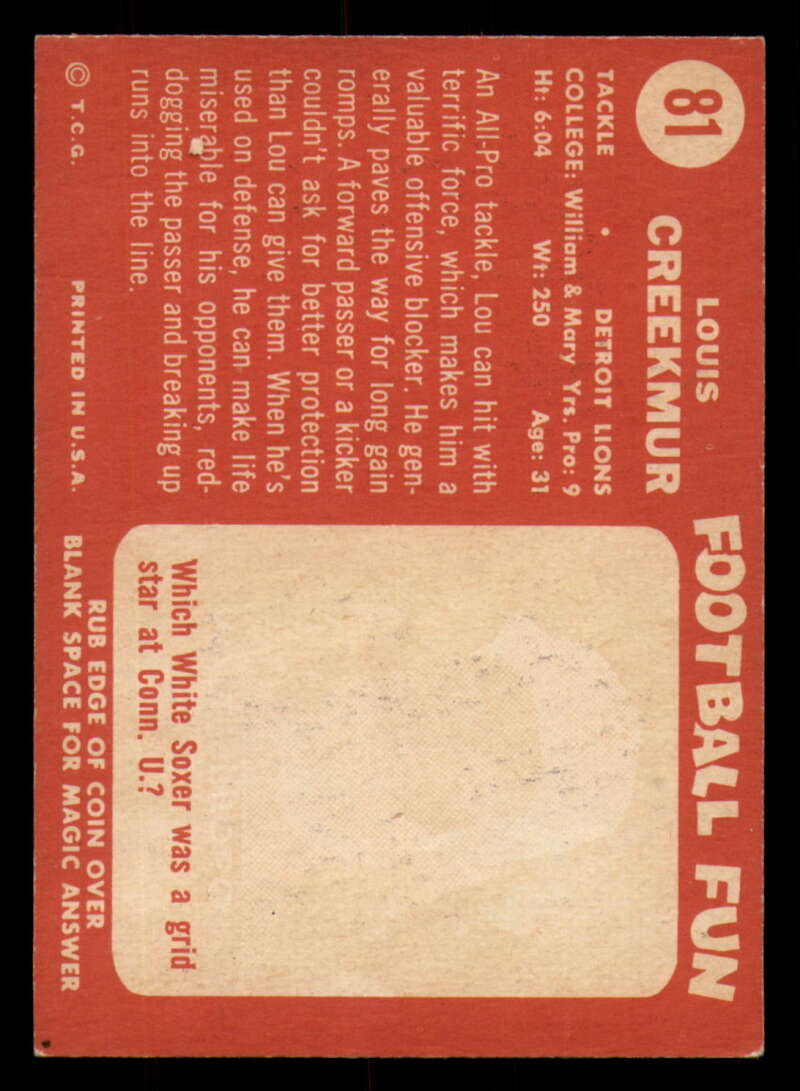 81
LOUIS
CREEKMUR
TACKLE • DETROIT LIONS
COLLEGE: William & Mary Yrs. Pro: 9
Ht: 6:04 Wt: 250 Age: 31
An All-Pro tackle, Lou can hit with
terrific force, which makes him a
valuable offensive blocker. He gen-
erally paves the way for long gain
romps. A forward passer or a kicker
couldn't ask for better protection
than Lou can give them. When he's
used on defense, he can make life
miserable for his opponents, red-
dogging the passer and breaking up
runs into the line.
© T.C.G. PRINTED IN U.S.A.
FOOTBALL FUN
Which White Soxer was a grid
star at Conn. U.?
RUB EDGE OF COIN OVER
BLANK SPACE FOR MAGIC ANSWER